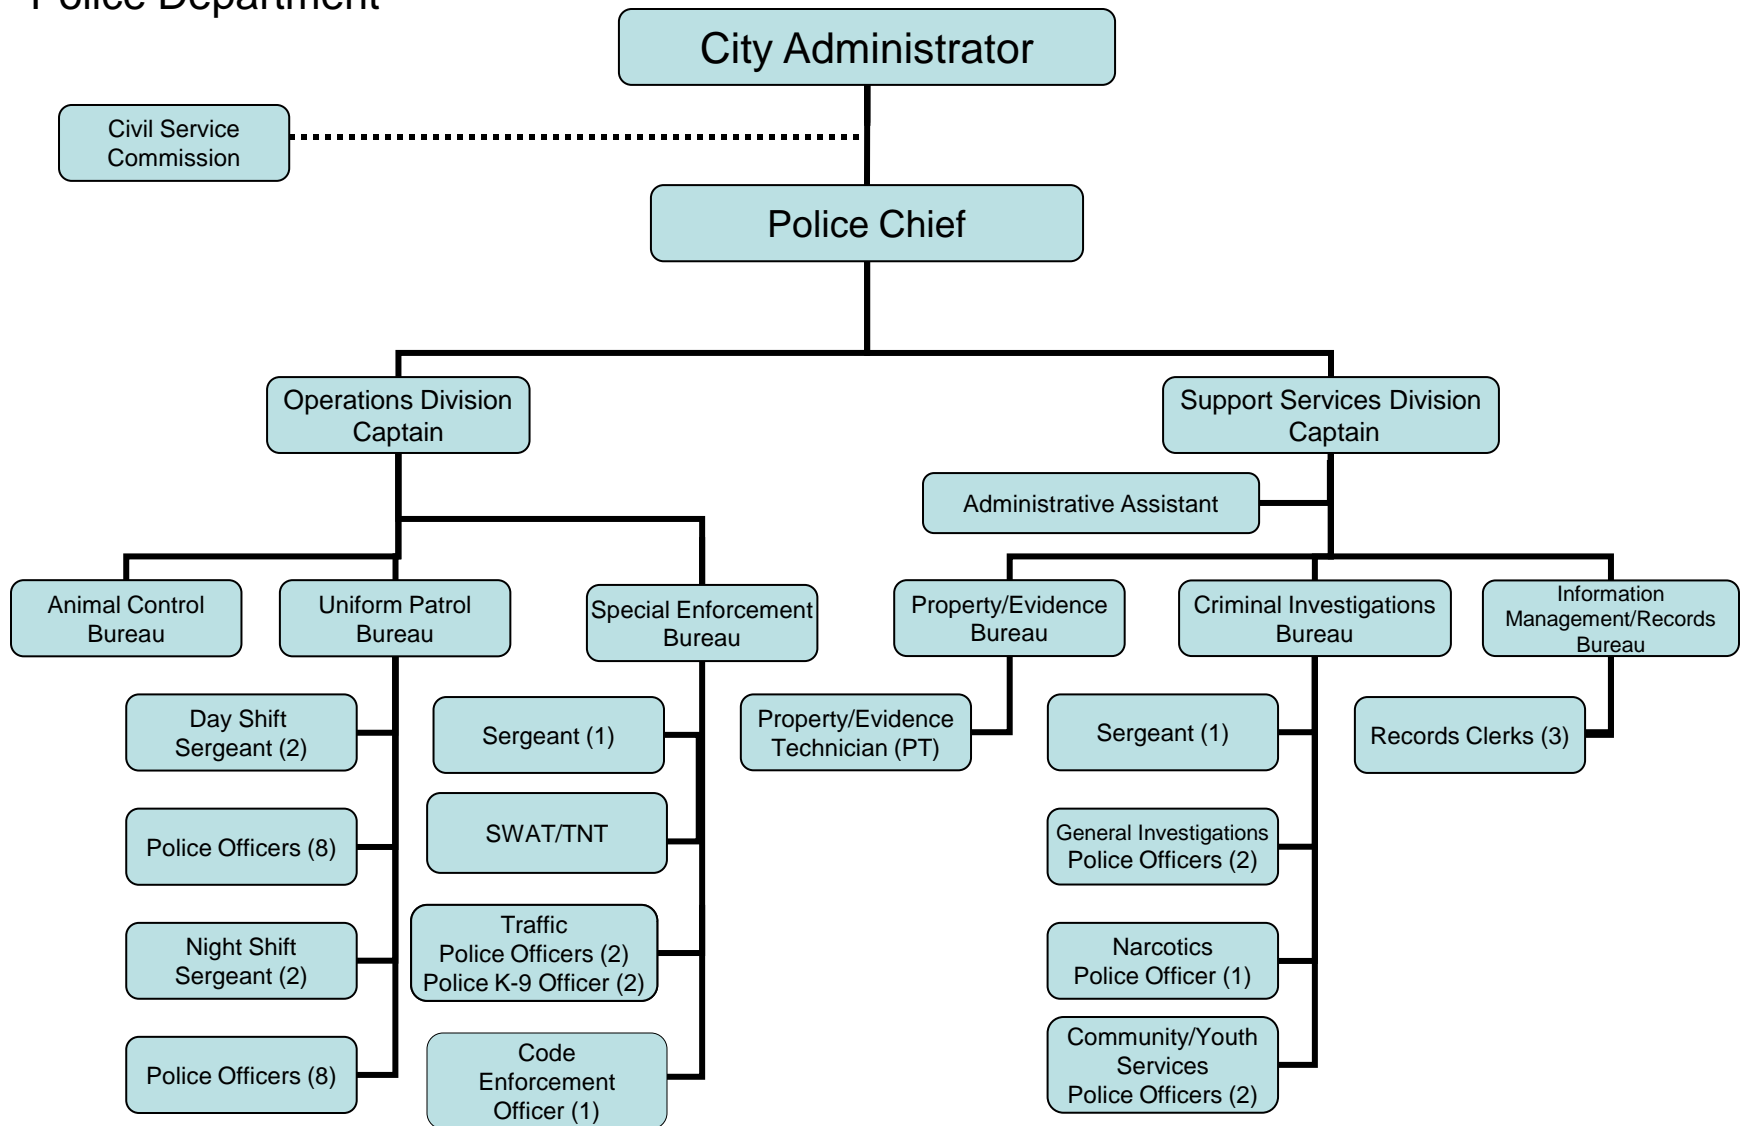 Police Department
City Administrator
Civil Service
Commission
Police Chief
Operations Division
Captain
Support Services Division
Captain
Administrative Assistant
Animal Control
Bureau
Uniform Patrol
Bureau
Special Enforcement
Bureau
Property/Evidence
Bureau
Criminal Investigations
Bureau
Information
Management/Records
Bureau
Day Shift
Sergeant (2)
Police Officers (8)
Night Shift
Sergeant (2)
Police Officers (8)
Sergeant (1)
SWAT/TNT
Traffic
Police Officers (2)
Police K-9 Officer (2)
Code
Enforcement
Officer (1)
Property/Evidence
Technician (PT)
Sergeant (1)
General Investigations
Police Officers (2)
Narcotics
Police Officer (1)
Community/Youth
Services
Police Officers (2)
Records Clerks (3)